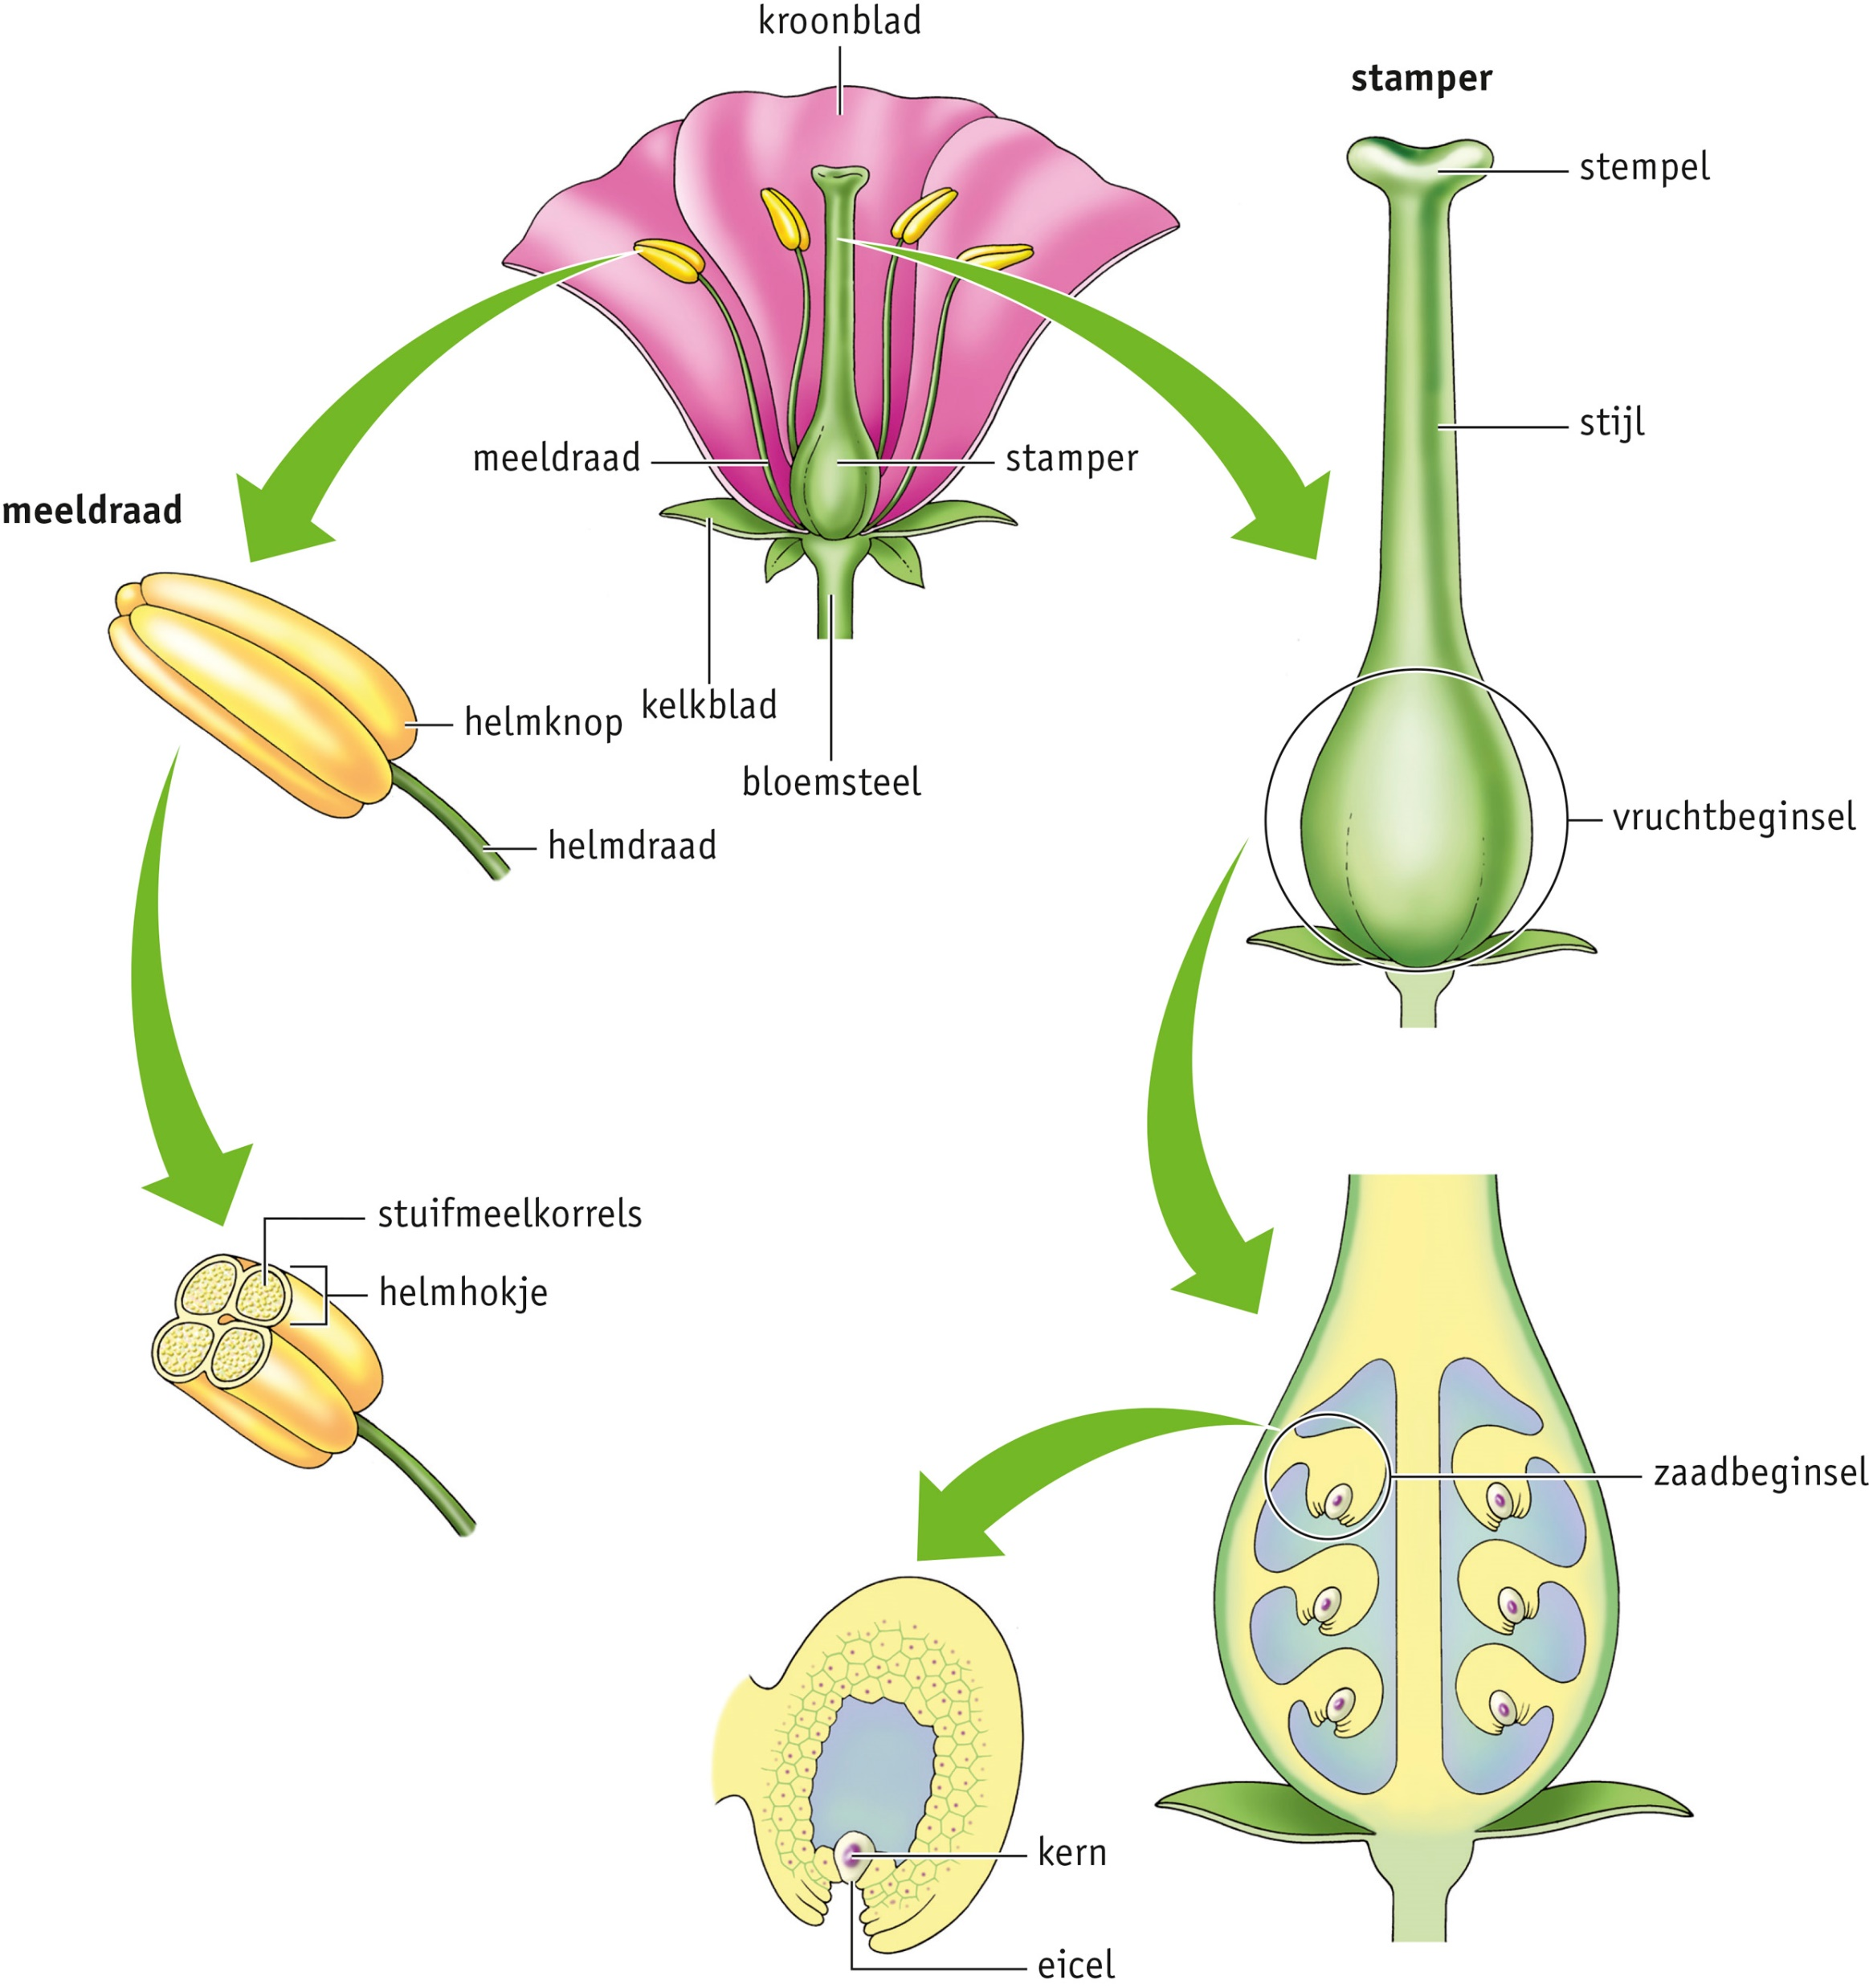 kroonblad
stamper
stempel
stijl
meeldraad
stamper
meeldraad
kelkblad
helmknop
bloemsteel
vruchtbeginsel
helmdraad
stuifmeelkorrels
helmhokje
zaadbeginsel
kern
eicel